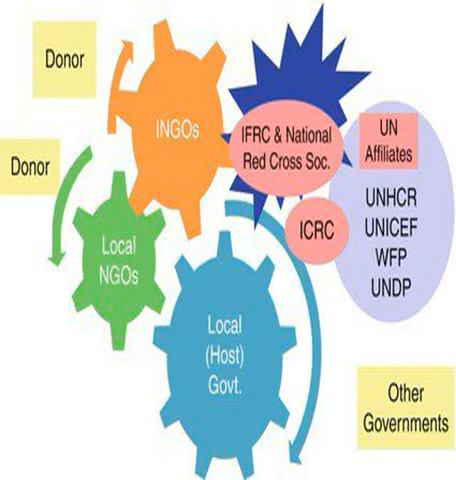 Donor
INGOs
IFRC & National
Red Cross Soc.
UN
Affiliates
Donor
UNHCR
UNICEF
WFP
UNDP
ICRC
Local
NGOs
Local
(Host)
Govt.
Other
Governments